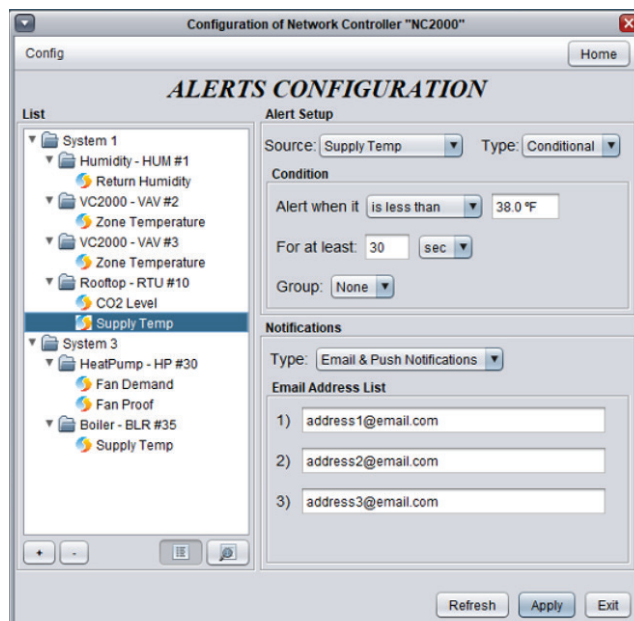 Configuration of Network Controller "NC2000"
Config
Home
ALERTS CONFIGURATION
List
System 1
Humidity - HUM #1
Return Humidity
VC2000 - VAV #2
Zone Temperature
VC2000 - VAV #3
Zone Temperature
Rooftop - RTU #10
CO2 Level
Supply Temp
System 3
HeatPump - HP #30
Fan Demand
Fan Proof
Boiler - BLR #35
Supply Temp
+ -
Alert Setup
Source: Supply Temp Type: Conditional
Condition
Alert when it is less than 38.0 ºF
For at least: 30 sec
Group: None
Notifications
Type: Email & Push Notifications
Email Address List
1) address1@email.com
2) address2@email.com
3) address3@email.com
Refresh Apply Exit